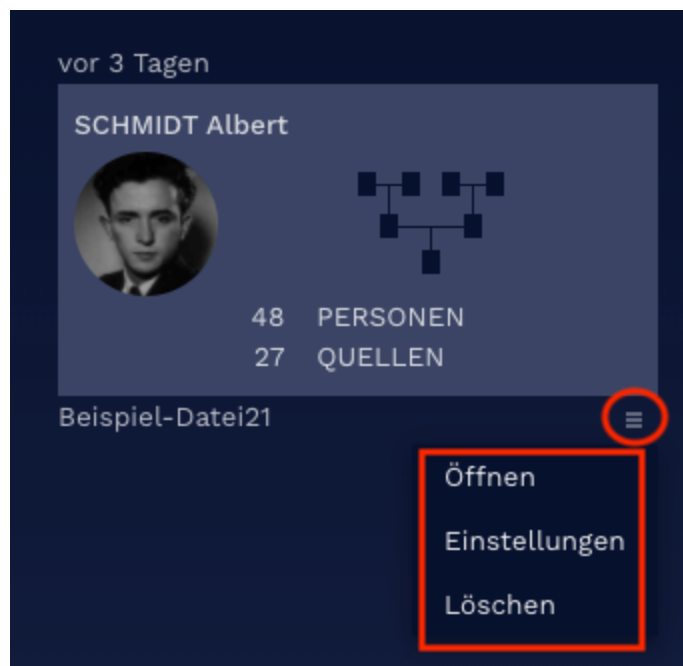 vor 3 Tagen
SCHMIDT Albert
48 PERSONEN
27 QUELLEN
Beispiel-Datei21
Öffnen
Einstellungen
Löschen